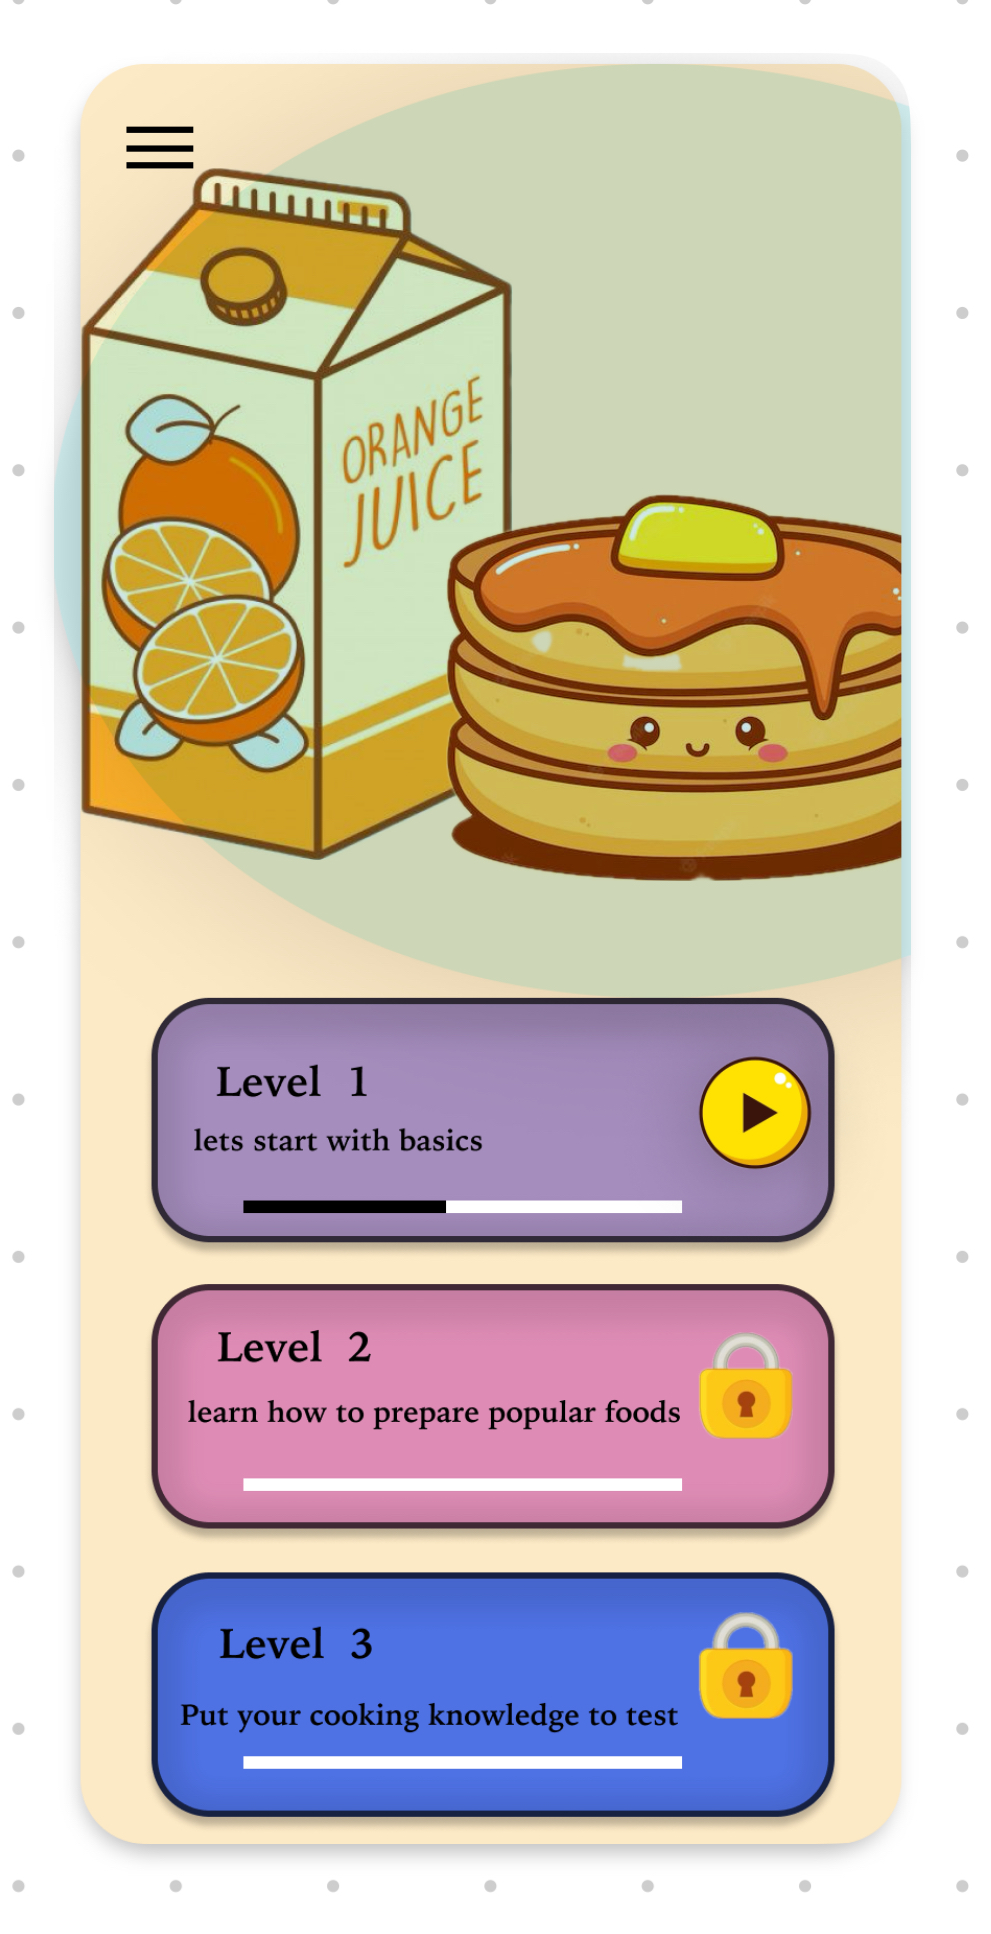 ORANGE
JUICE
Level 1
lets start with basics
Level 2
learn how to prepare popular foods
Level 3
Put your cooking knowledge to test